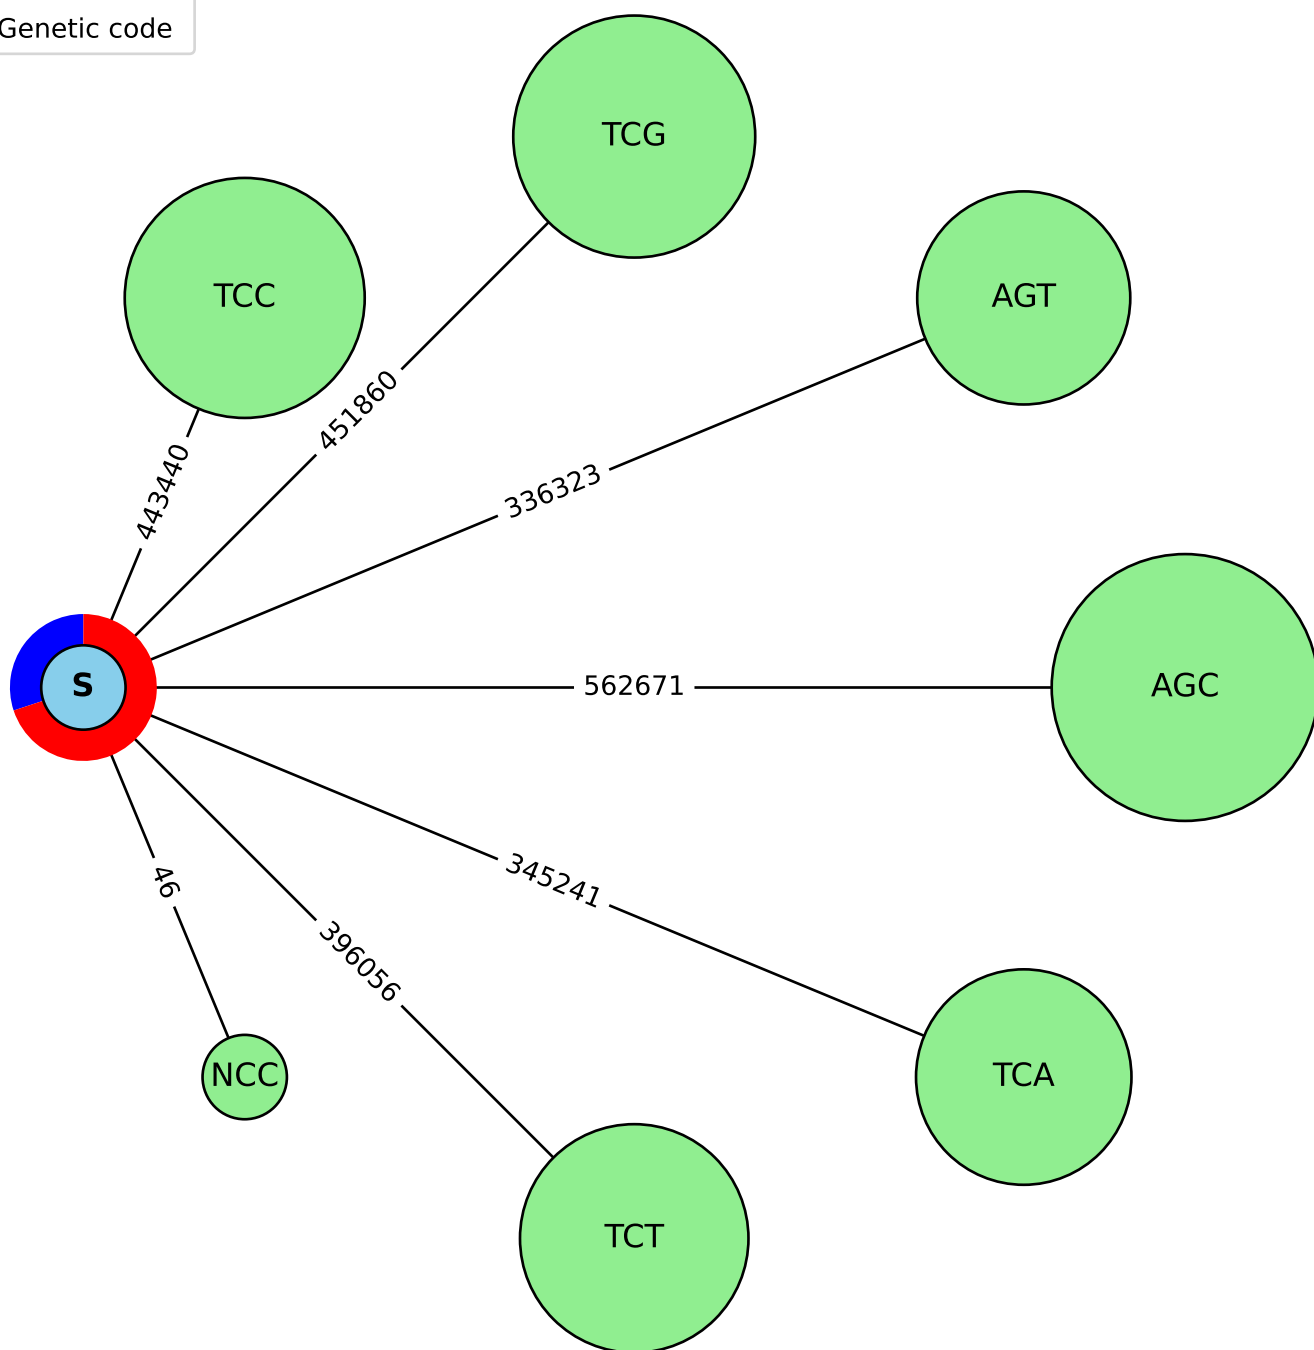 Genetic code
TCG
TCC
AGT
451860
443440
336323
S
562671
AGC
345241
46
396056
NCC
TCA
TCT